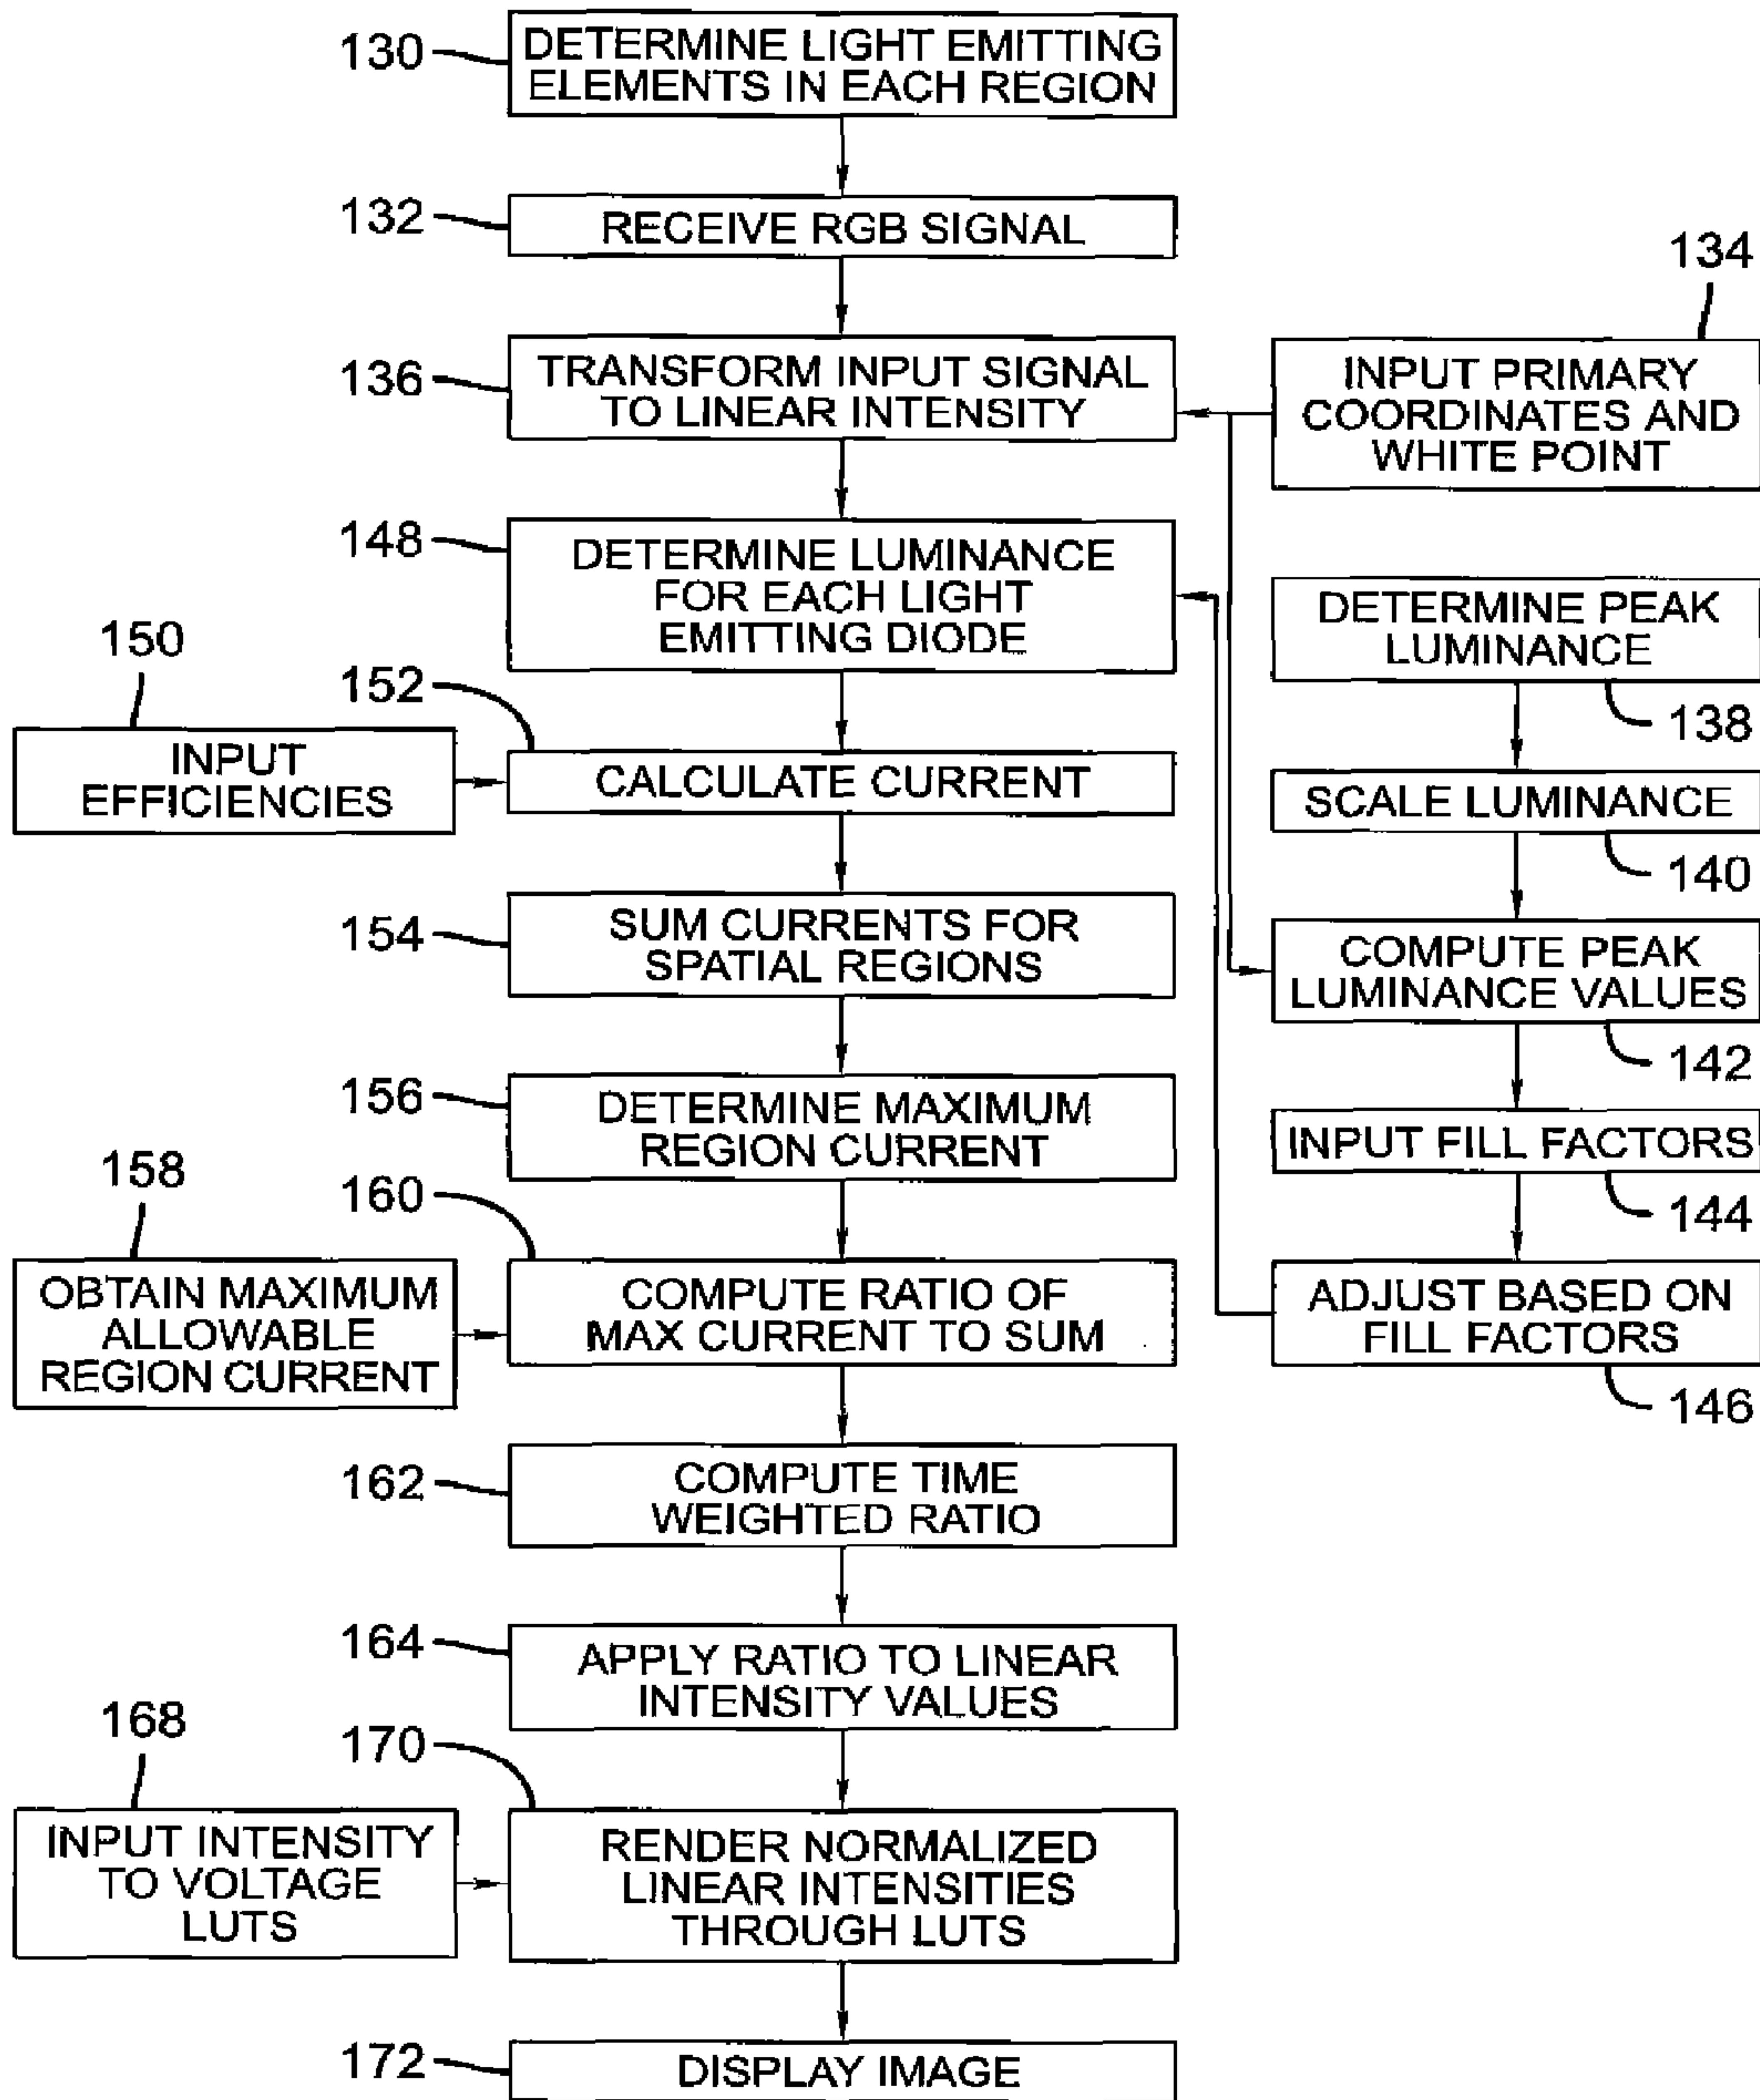 130
DETERMINE LIGHT EMITTING
ELEMENTS IN EACH REGION
132
RECEIVE RGB SIGNAL
134
136
TRANSFORM INPUT SIGNAL
TO LINEAR INTENSITY
INPUT PRIMARY
COORDINATES AND
WHITE POINT
148
DETERMINE LUMINANCE
FOR EACH LIGHT
EMITTING DIODE
DETERMINE PEAK
LUMINANCE
138
150
INPUT
EFFICIENCIES
152
CALCULATE CURRENT
SCALE LUMINANCE
140
154
SUM CURRENTS FOR
SPATIAL REGIONS
COMPUTE PEAK
LUMINANCE VALUES
142
156
DETERMINE MAXIMUM
REGION CURRENT
INPUT FILL FACTORS
144
158
OBTAIN MAXIMUM
ALLOWABLE
REGION CURRENT
160
COMPUTE RATIO OF
MAX CURRENT TO SUM
ADJUST BASED ON
FILL FACTORS
146
162
COMPUTE TIME
WEIGHTED RATIO
164
APPLY RATIO TO LINEAR
INTENSITY VALUES
168
INPUT INTENSITY
TO VOLTAGE
LUTS
170
RENDER NORMALIZED
LINEAR INTENSITIES
THROUGH LUTS
172
DISPLAY IMAGE